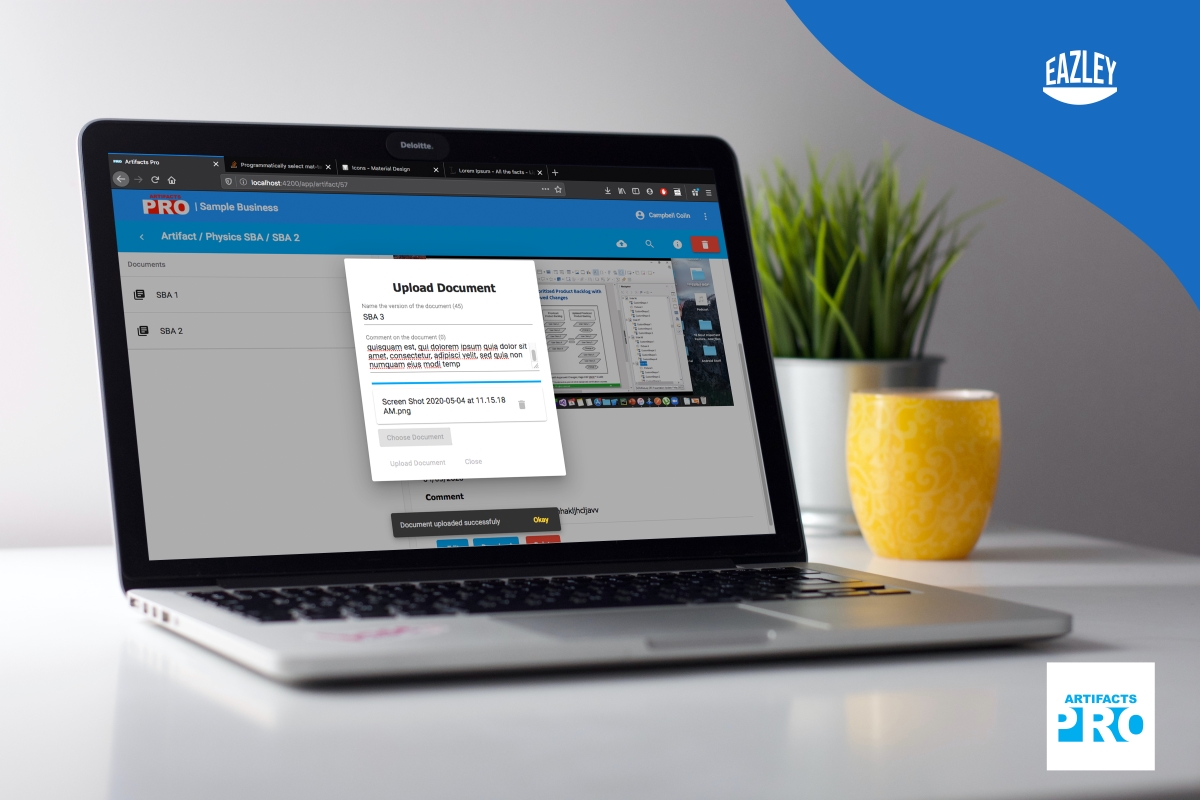 EAZLEY
Deloitte.
Artifacts Pro
Programmatically select mat-
Icons - Material Design
Lorem Ipsum - All the facts -
localhost:4200/app/artifact/57
PRO | Sample Business
Campbell Colin
Artifact / Physics SBA / SBA 2
Documents
SBA 1
SBA 2
Upload Document
Name the version of the document (45)
SBA 3
Comment on the document (0)
quisquam est, qui dolorem ipsum quia dolor sit
amet, consectetur, adipisci velit, sed quia non
numquam eius modi temp
Screen Shot 2020-05-04 at 11.15.18
AM.png
Choose Document
Upload Document
Close
Product Backlog with
Comment
Document uploaded successfuly
Okay
ARTIFACTS
PRO